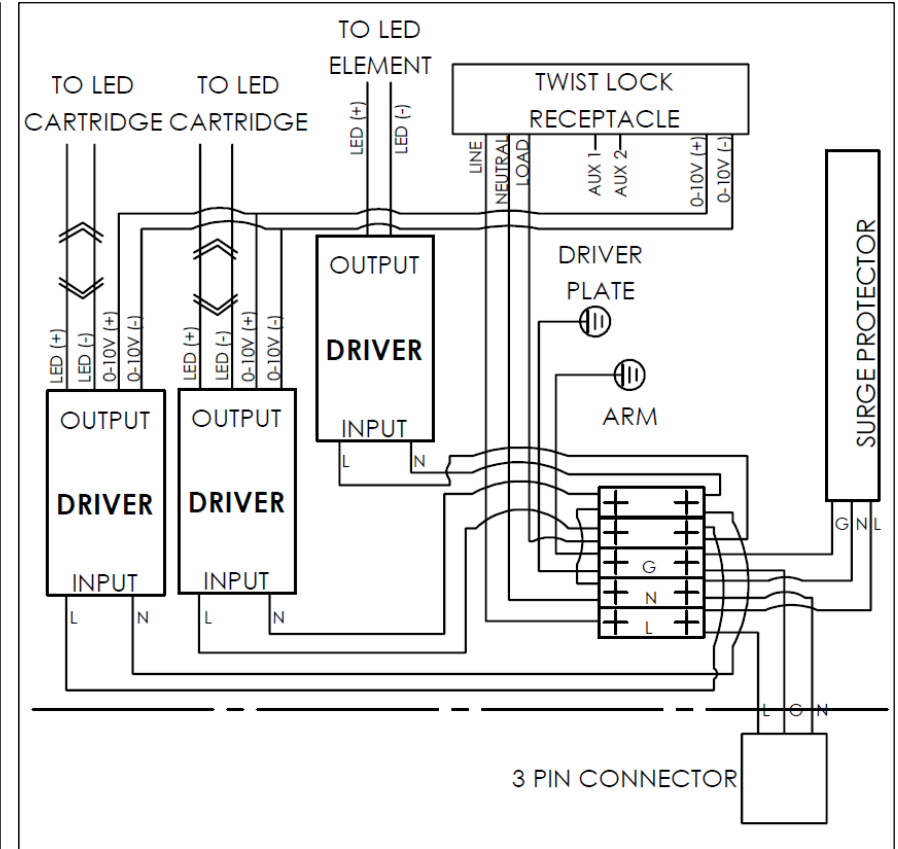 TO LED
ELEMENT
TO LED
CARTRIDGE
TO LED
CARTRIDGE
TWIST LOCK
RECEPTACLE
LED (+)
LED (-)
LINE
NEUTRAL
LOAD
AUX 1
AUX 2
0-10V (+)
0-10V (-)
SURGE PROTECTOR
G
N
L
DRIVER
PLATE
ARM
OUTPUT
DRIVER
INPUT
L
N
LED (+)
LED (-)
0-10V (+)
0-10V (-)
OUTPUT
DRIVER
INPUT
L
N
LED (+)
LED (-)
0-10V (+)
0-10V (-)
OUTPUT
DRIVER
INPUT
L
N
G
N
L
L
G
N
3 PIN CONNECTOR